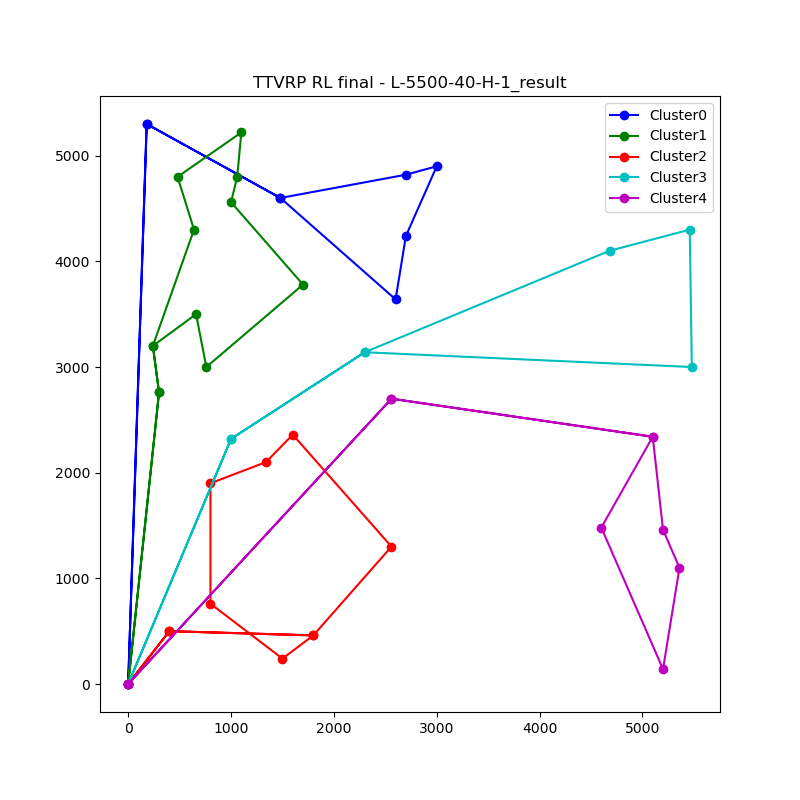 TTVRP RL final - L-5500-40-H-1_result
Cluster0
Cluster1
Cluster2
Cluster3
Cluster4
5000
4000
3000
2000
1000
0
0 1000 2000 3000 4000 5000